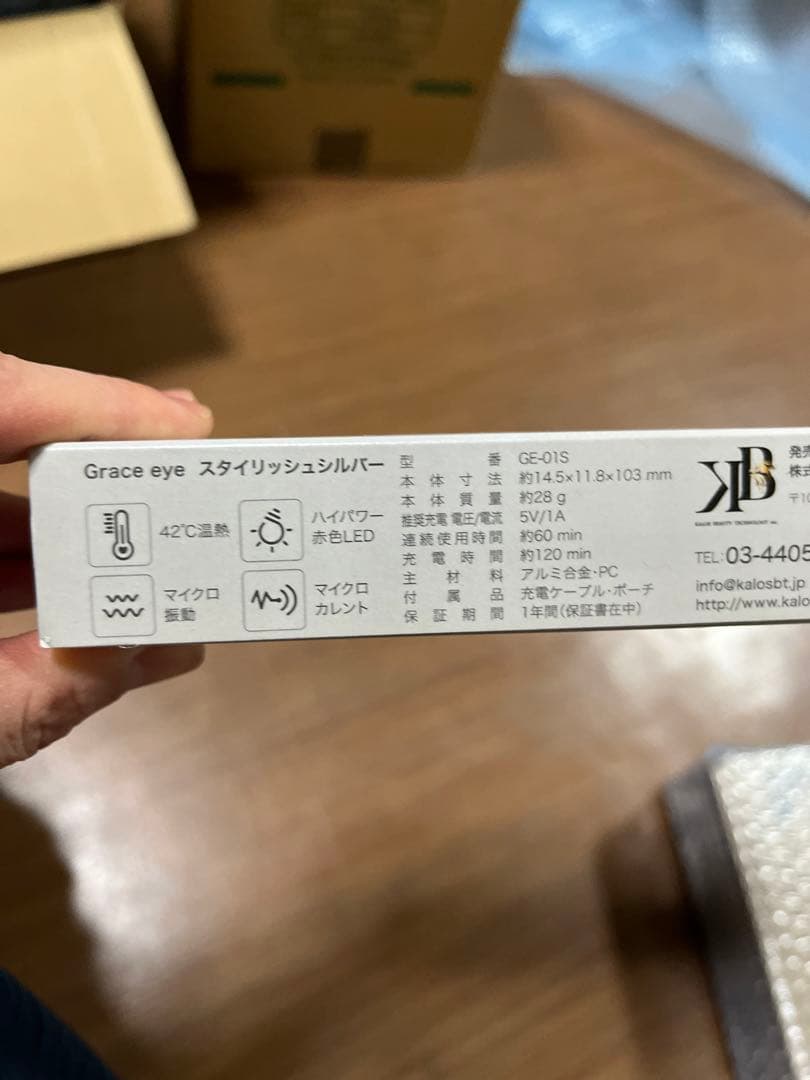 Grace eye スタイリッシュシルバー
42℃温熱
ハイパワー
赤色LED
マイクロ
振動
マイクロ
カレント
型番 GE-01S
本体寸法 約14.5×11.8×103 mm
本体質量 約28 g
推奨充電 電圧/電流 5V/1A
連続使用時間 約60 min
充電時間 約120 min
主材料 アルミ合金・PC
付属品 充電ケーブル・ポーチ
保証期間 1年間(保証書在中)
KB
KALOS BEAUTY TECHNOLOGY inc.
発売
株式
〒10
TEL:03-4405
info@kalosbt.jp
http://www.kalo